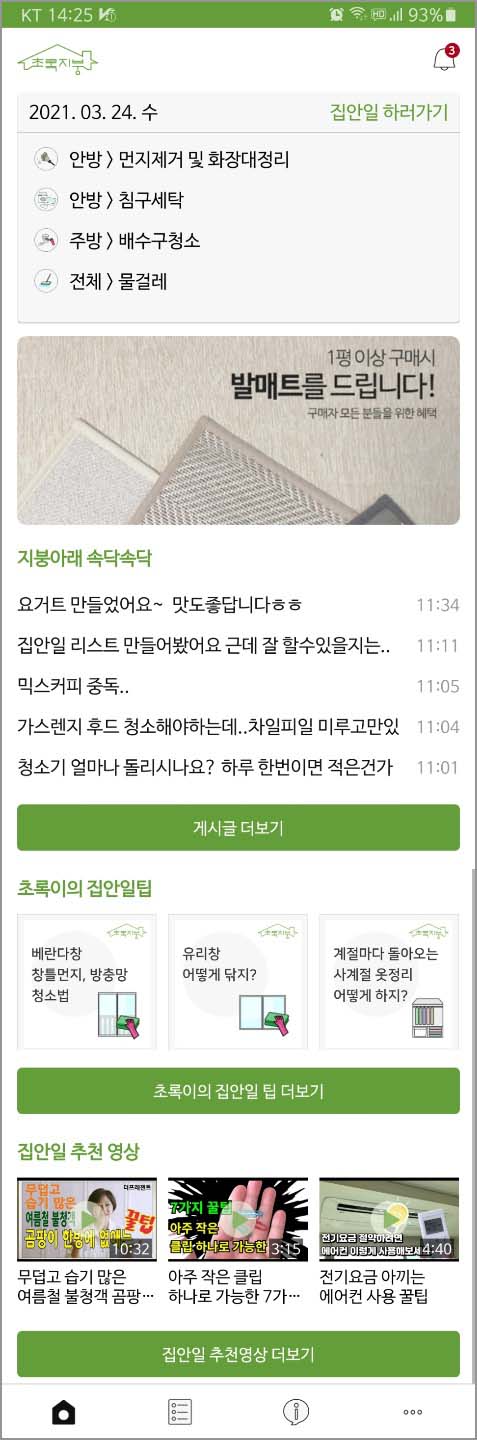 KT 14:25
HD 93%
초록지붕
3
2021. 03. 24. 수
집안일 하러가기
안방 > 먼지제거 및 화장대정리
안방 > 침구세탁
주방 > 배수구청소
전체 > 물걸레
1평 이상 구매시
발매트를 드립니다!
구매자 모든 분들을 위한 혜택
지붕아래 속닥속닥
요거트 만들었어요~ 맛도좋답니다ㅎㅎ 11:34
집안일 리스트 만들어봤어요 근데 잘 할수있을지는.. 11:11
믹스커피 중독.. 11:05
가스렌지 후드 청소해야하는데..차일피일 미루고만있 11:04
청소기 얼마나 돌리시나요? 하루 한번이면 적은건가 11:01
게시글 더보기
초록이의 집안일팁
초록지붕
베란다창
창틀먼지, 방충망
청소법
초록지붕
유리창
어떻게 닦지?
초록지붕
계절마다 돌아오는
사계절 옷정리
어떻게 하지?
초록이의 집안일 팁 더보기
집안일 추천 영상
더프레젠트
무덥고
습기 많은
여름철 불청객
꿀팁
곰팡이 한방에 없애는
10:32
무덥고 습기 많은
여름철 불청객 곰팡…
7가지 꿀팁
아주 작은
클립 하나로 가능한
3:15
아주 작은 클립
하나로 가능한 7가…
전기요금 절약하려면
에어컨 이렇게 사용해보세
4:40
전기요금 아끼는
에어컨 사용 꿀팁
집안일 추천영상 더보기